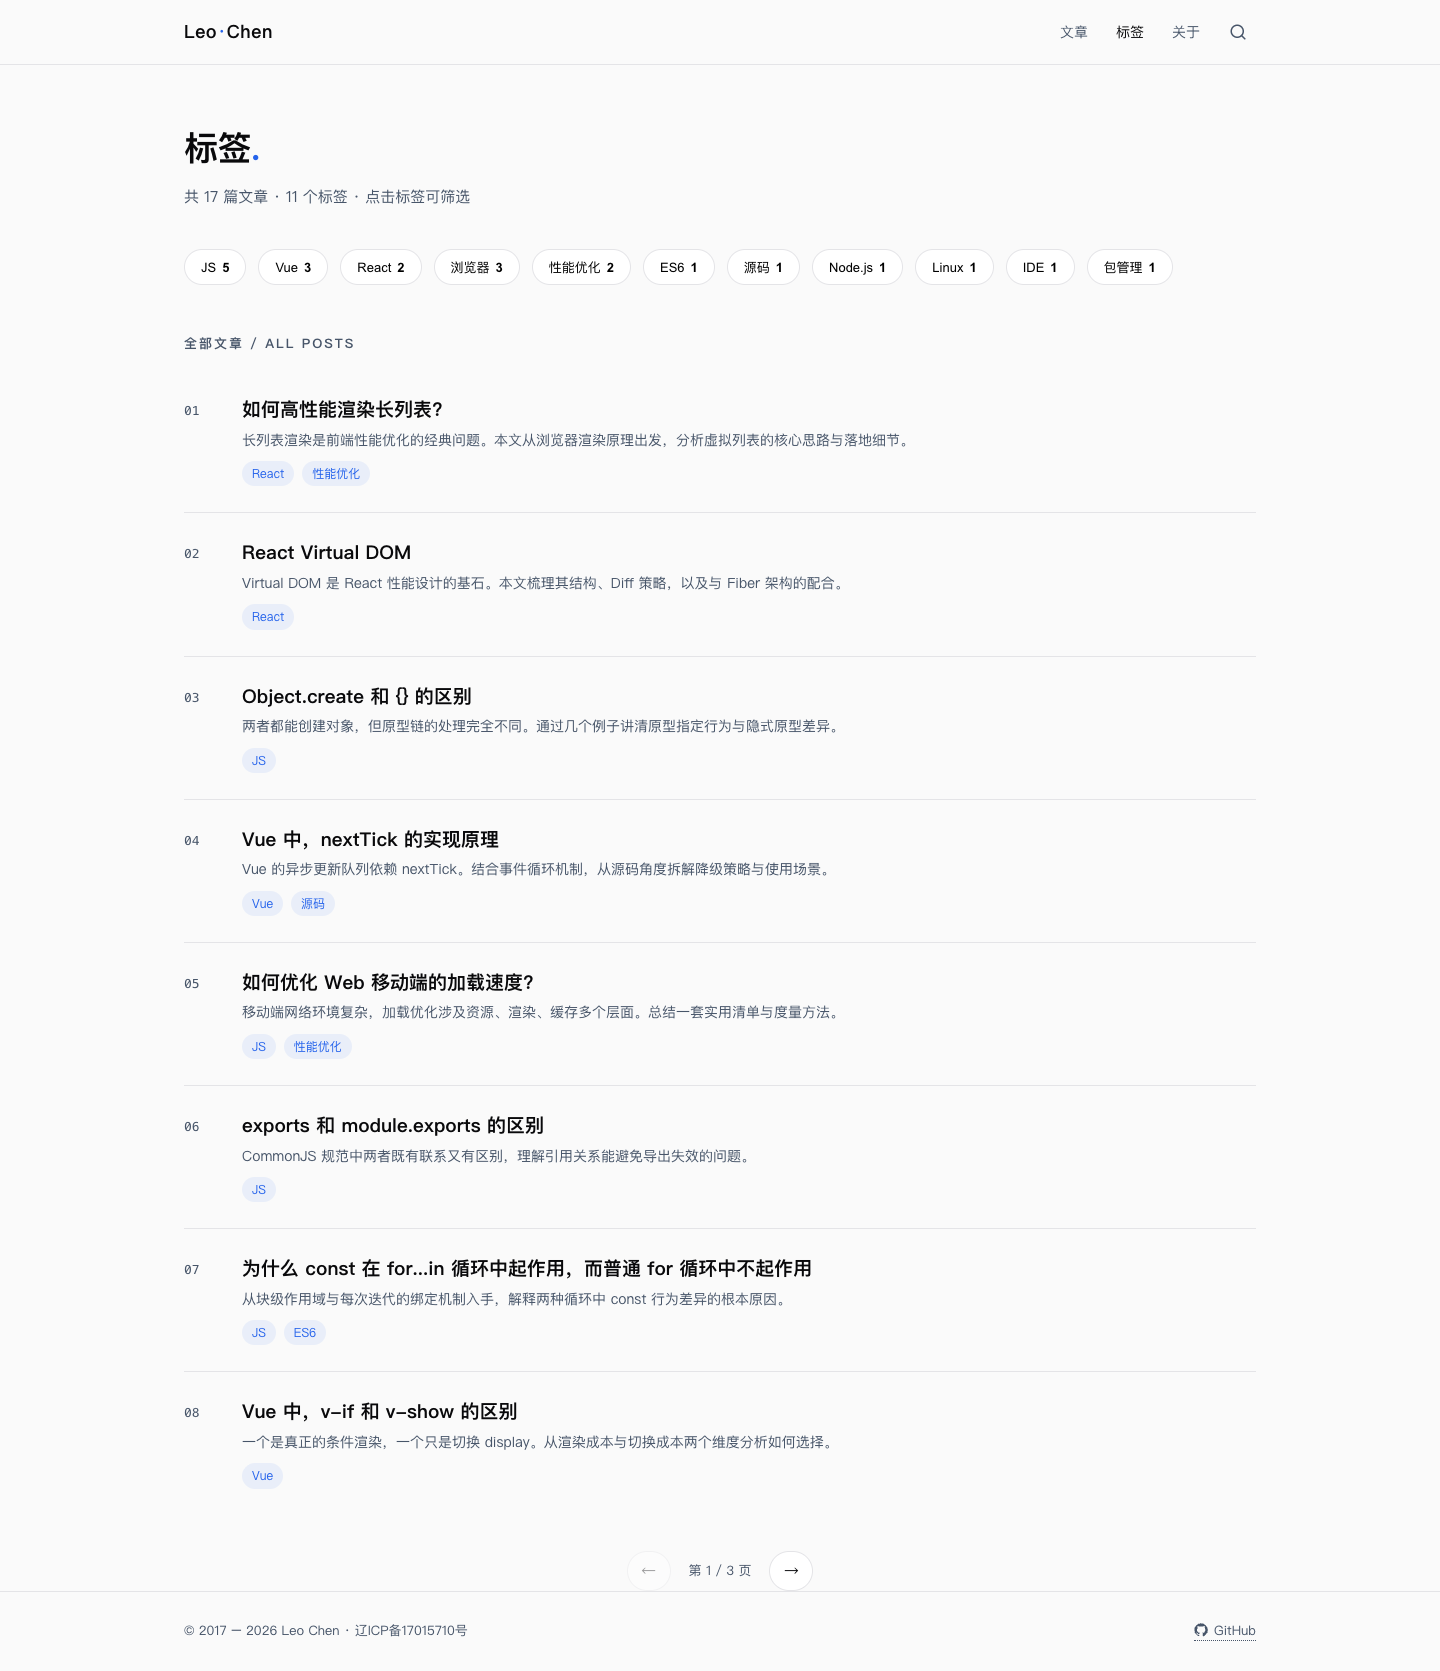 Leo·Chen
文章 标签 关于
标签.
共 17 篇文章 · 11 个标签 · 点击标签可筛选
JS 5 Vue 3 React 2 浏览器 3 性能优化 2 ES6 1 源码 1 Node.js 1 Linux 1 IDE 1 包管理 1
全部文章 / ALL POSTS
01 如何高性能渲染长列表?
长列表渲染是前端性能优化的经典问题。本文从浏览器渲染原理出发，分析虚拟列表的核心思路与落地细节。
React 性能优化
02 React Virtual DOM
Virtual DOM 是 React 性能设计的基石。本文梳理其结构、Diff 策略，以及与 Fiber 架构的配合。
React
03 Object.create 和 {} 的区别
两者都能创建对象，但原型链的处理完全不同。通过几个例子讲清原型指定行为与隐式原型差异。
JS
04 Vue 中，nextTick 的实现原理
Vue 的异步更新队列依赖 nextTick。结合事件循环机制，从源码角度拆解降级策略与使用场景。
Vue 源码
05 如何优化 Web 移动端的加载速度?
移动端网络环境复杂，加载优化涉及资源、渲染、缓存多个层面。总结一套实用清单与度量方法。
JS 性能优化
06 exports 和 module.exports 的区别
CommonJS 规范中两者既有联系又有区别，理解引用关系能避免导出失效的问题。
JS
07 为什么 const 在 for...in 循环中起作用，而普通 for 循环中不起作用
从块级作用域与每次迭代的绑定机制入手，解释两种循环中 const 行为差异的根本原因。
JS ES6
08 Vue 中，v-if 和 v-show 的区别
一个是真正的条件渲染，一个只是切换 display。从渲染成本与切换成本两个维度分析如何选择。
Vue
← 第 1 / 3 页 →
© 2017 — 2026 Leo Chen · 辽ICP备17015710号 GitHub